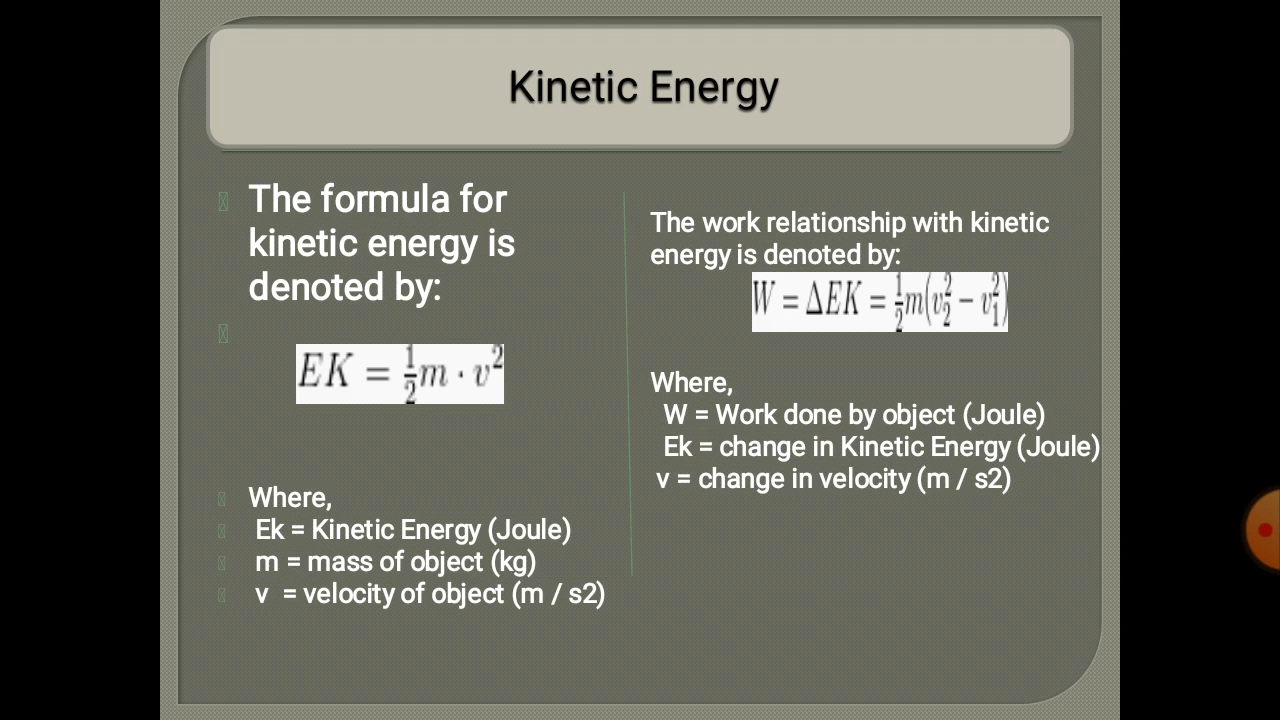 Kinetic Energy
The formula for
kinetic energy is
denoted by:
EK = 1/2 m · v²
Where,
Ek = Kinetic Energy (Joule)
m = mass of object (kg)
v = velocity of object (m / s2)
The work relationship with kinetic
energy is denoted by:
W = ΔEK = 1/2 m(v₂² − v₁²)
Where,
W = Work done by object (Joule)
Ek = change in Kinetic Energy (Joule)
v = change in velocity (m / s2)